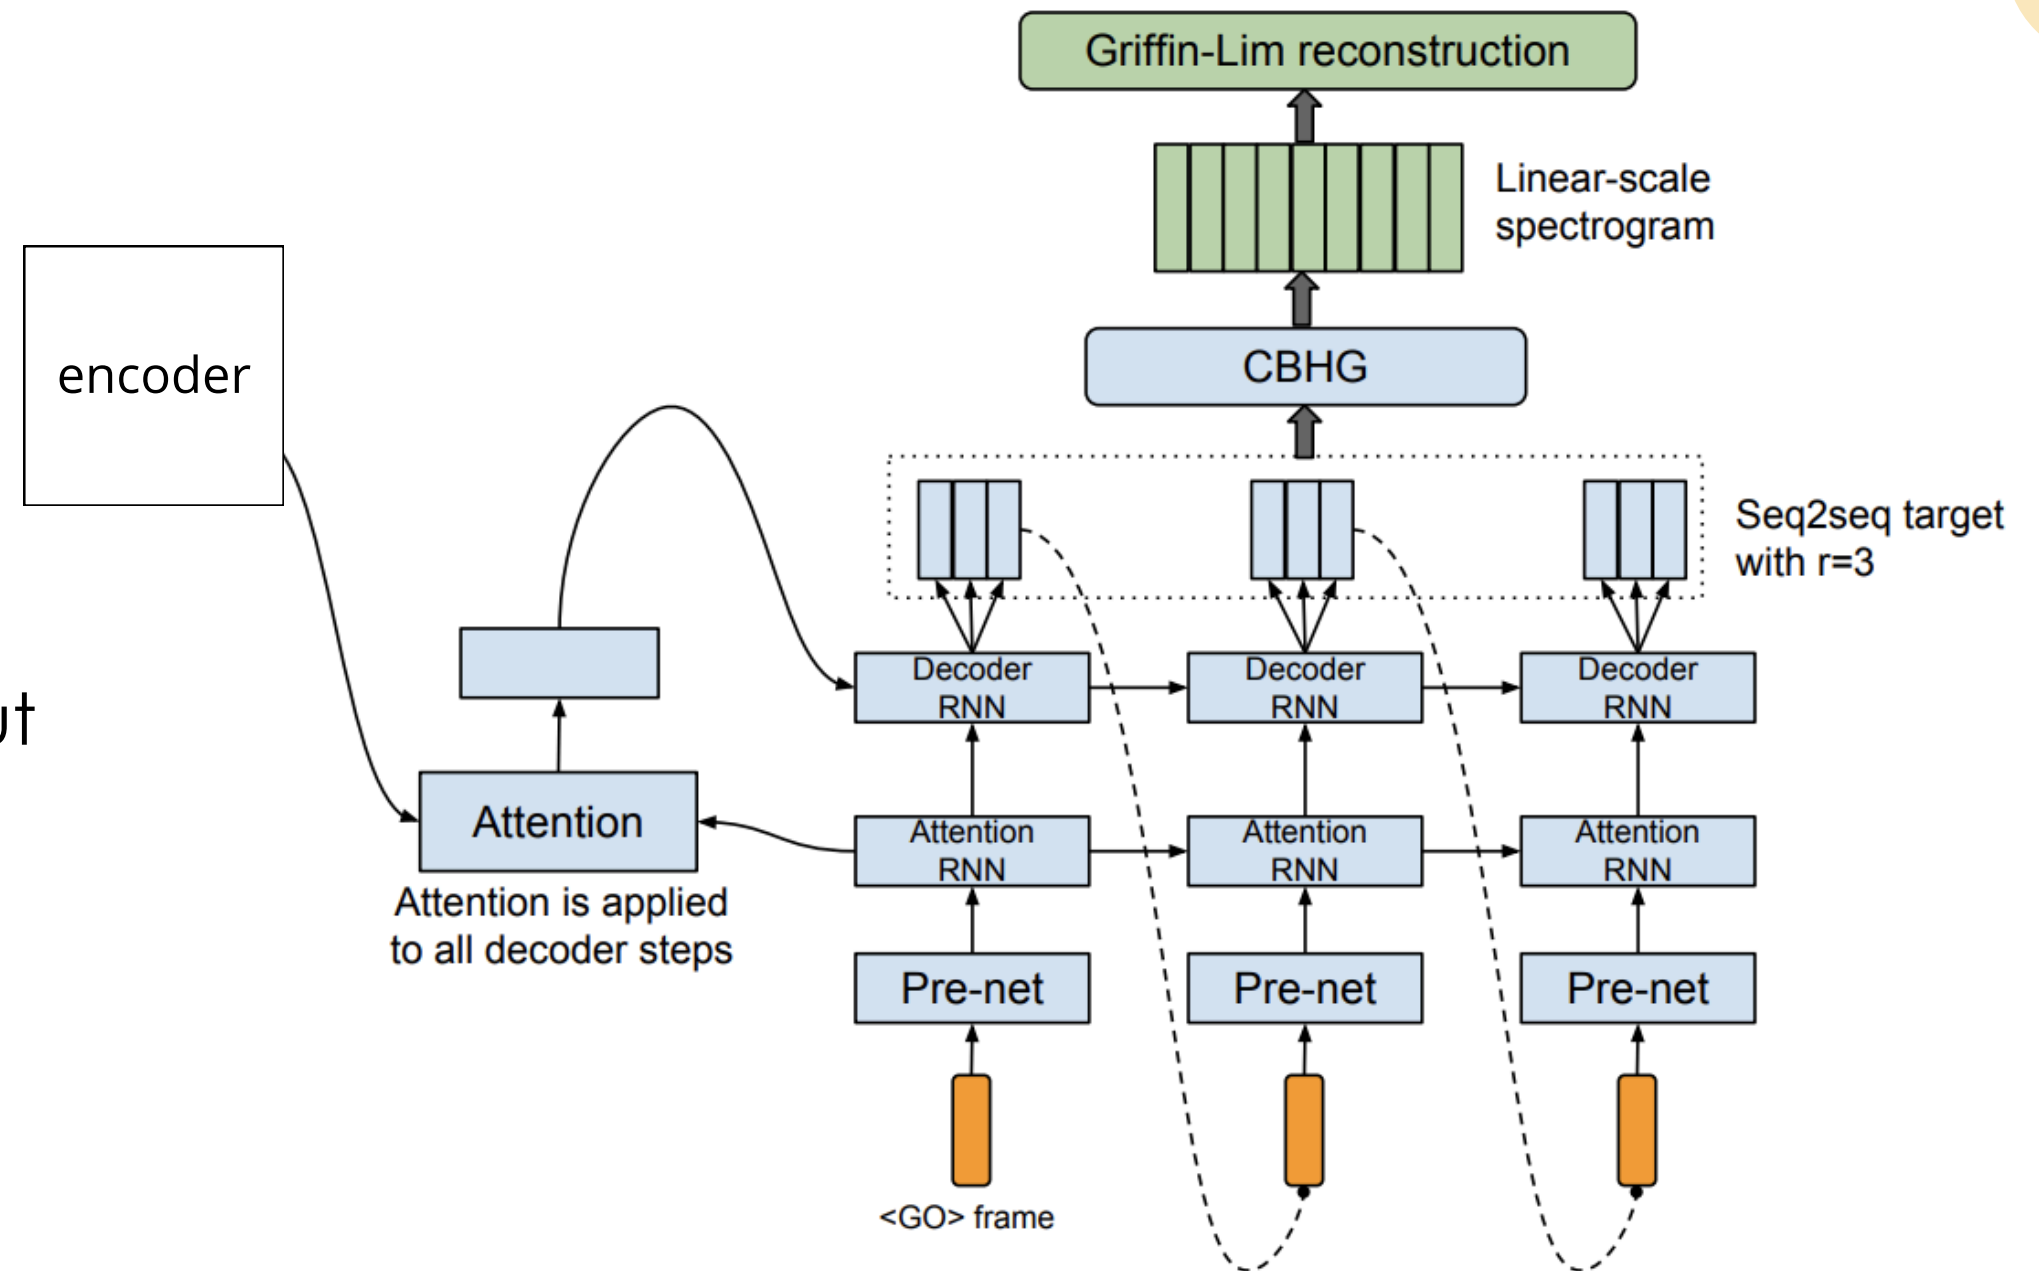 Griffin-Lim reconstruction
Linear-scale
spectrogram
encoder
CBHG
Seq2seq target
with r=3
Decoder
RNN
Decoder
RNN
Decoder
RNN
Attention
Attention
RNN
Attention
RNN
Attention
RNN
Attention is applied
to all decoder steps
Pre-net
Pre-net
Pre-net
<GO> frame